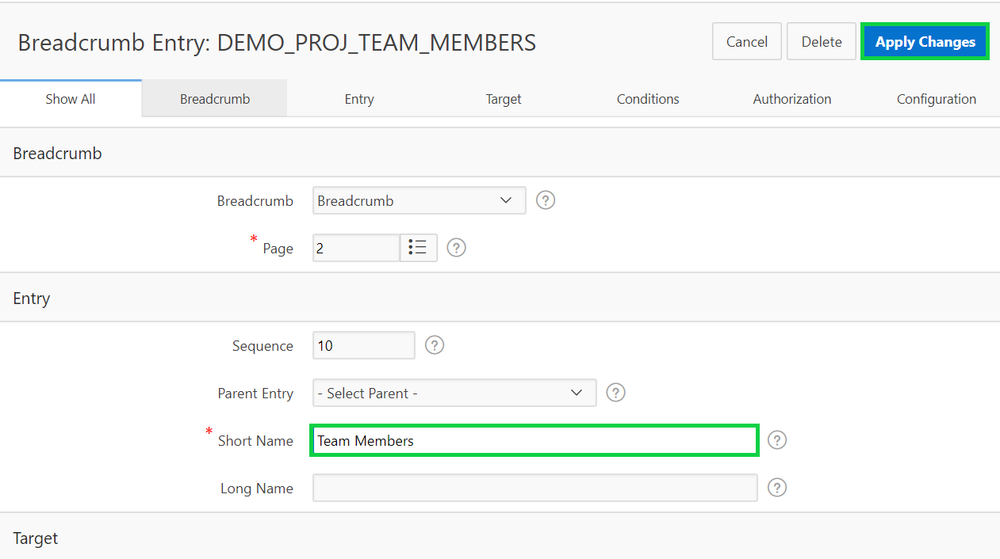 Breadcrumb Entry: DEMO_PROJ_TEAM_MEMBERS
Cancel
Delete
Apply Changes
Show All
Breadcrumb
Entry
Target
Conditions
Authorization
Configuration
Breadcrumb
Breadcrumb
Breadcrumb
?
* Page
2
?
Entry
Sequence
10
?
Parent Entry
- Select Parent -
?
* Short Name
Team Members
?
Long Name
?
Target